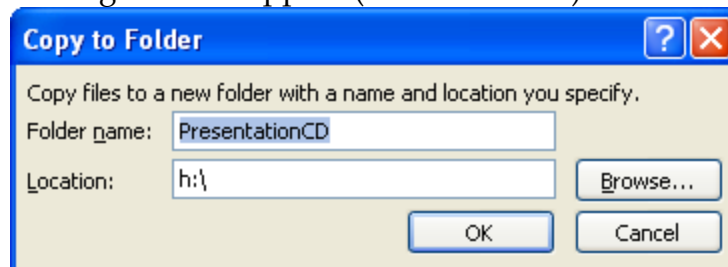 Copy to Folder
Copy files to a new folder with a name and location you specify.
Folder name: PresentationCD
Location: h:\ Browse...
OK Cancel